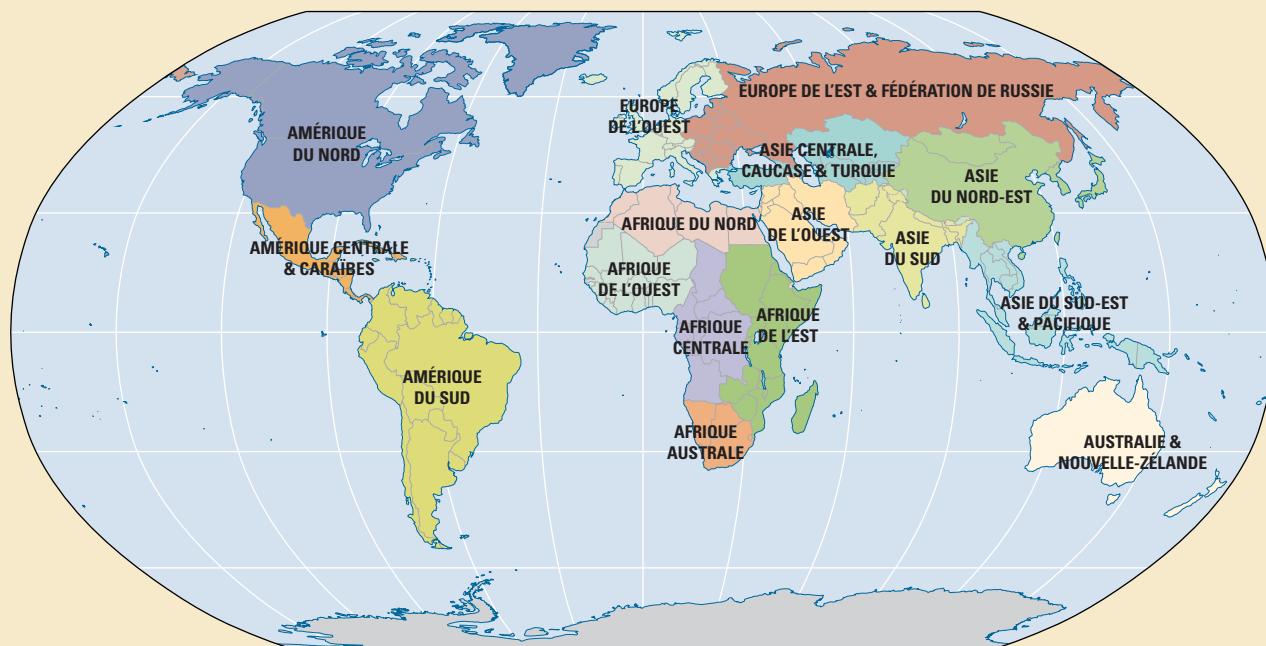 AMÉRIQUE
DU NORD
EUROPE
DE L'OUEST
EUROPE DE L'EST & FÉDÉRATION DE RUSSIE
ASIE CENTRALE,
CAUCASE & TURQUIE
ASIE
DU NORD-EST
AMÉRIQUE CENTRALE
& CARAÏBES
AFRIQUE DU NORD
ASIE
DE L'OUEST
ASIE
DU SUD
AFRIQUE
DE L'OUEST
ASIE DU SUD-EST
& PACIFIQUE
AFRIQUE
CENTRALE
AFRIQUE
DE L'EST
AMÉRIQUE
DU SUD
AFRIQUE
AUSTRALE
AUSTRALIE &
NOUVELLE-ZÉLANDE